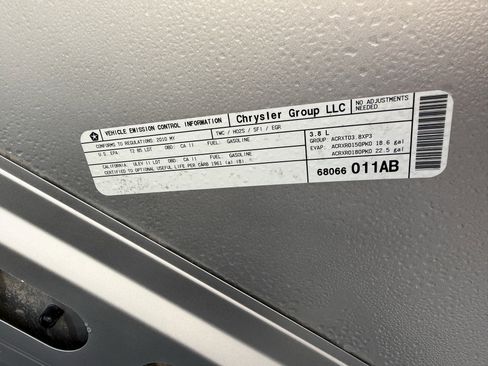 VEHICLE EMISSION CONTROL INFORMATION
Chrysler Group LLC
NO ADJUSTMENTS NEEDED.
CONFORMS TO REGULATIONS: 2010 MY
TWC / HO2S / SFI / EGR
U.S. EPA: T2 B5 LDT OBD: CA II FUEL: GASOLINE
CALIFORNIA: ULEV II LDT OBD: CA II FUEL: GASOLINE
CERTIFIED TO OPTIONAL USEFUL LIFE PER CARB 1961
3.8 L
GROUP: ACRXT03.8XP3
EVAP: ACRXR0150PKD 18.6 gal
ACRXR0180PKD 22.5 gal
68066 011AB